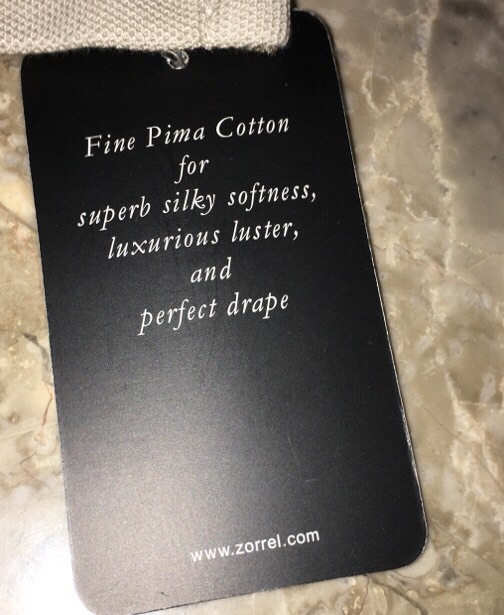 Fine Pima Cotton
for
superb silky softness,
luxurious luster,
and
perfect drape
www.zorrel.com